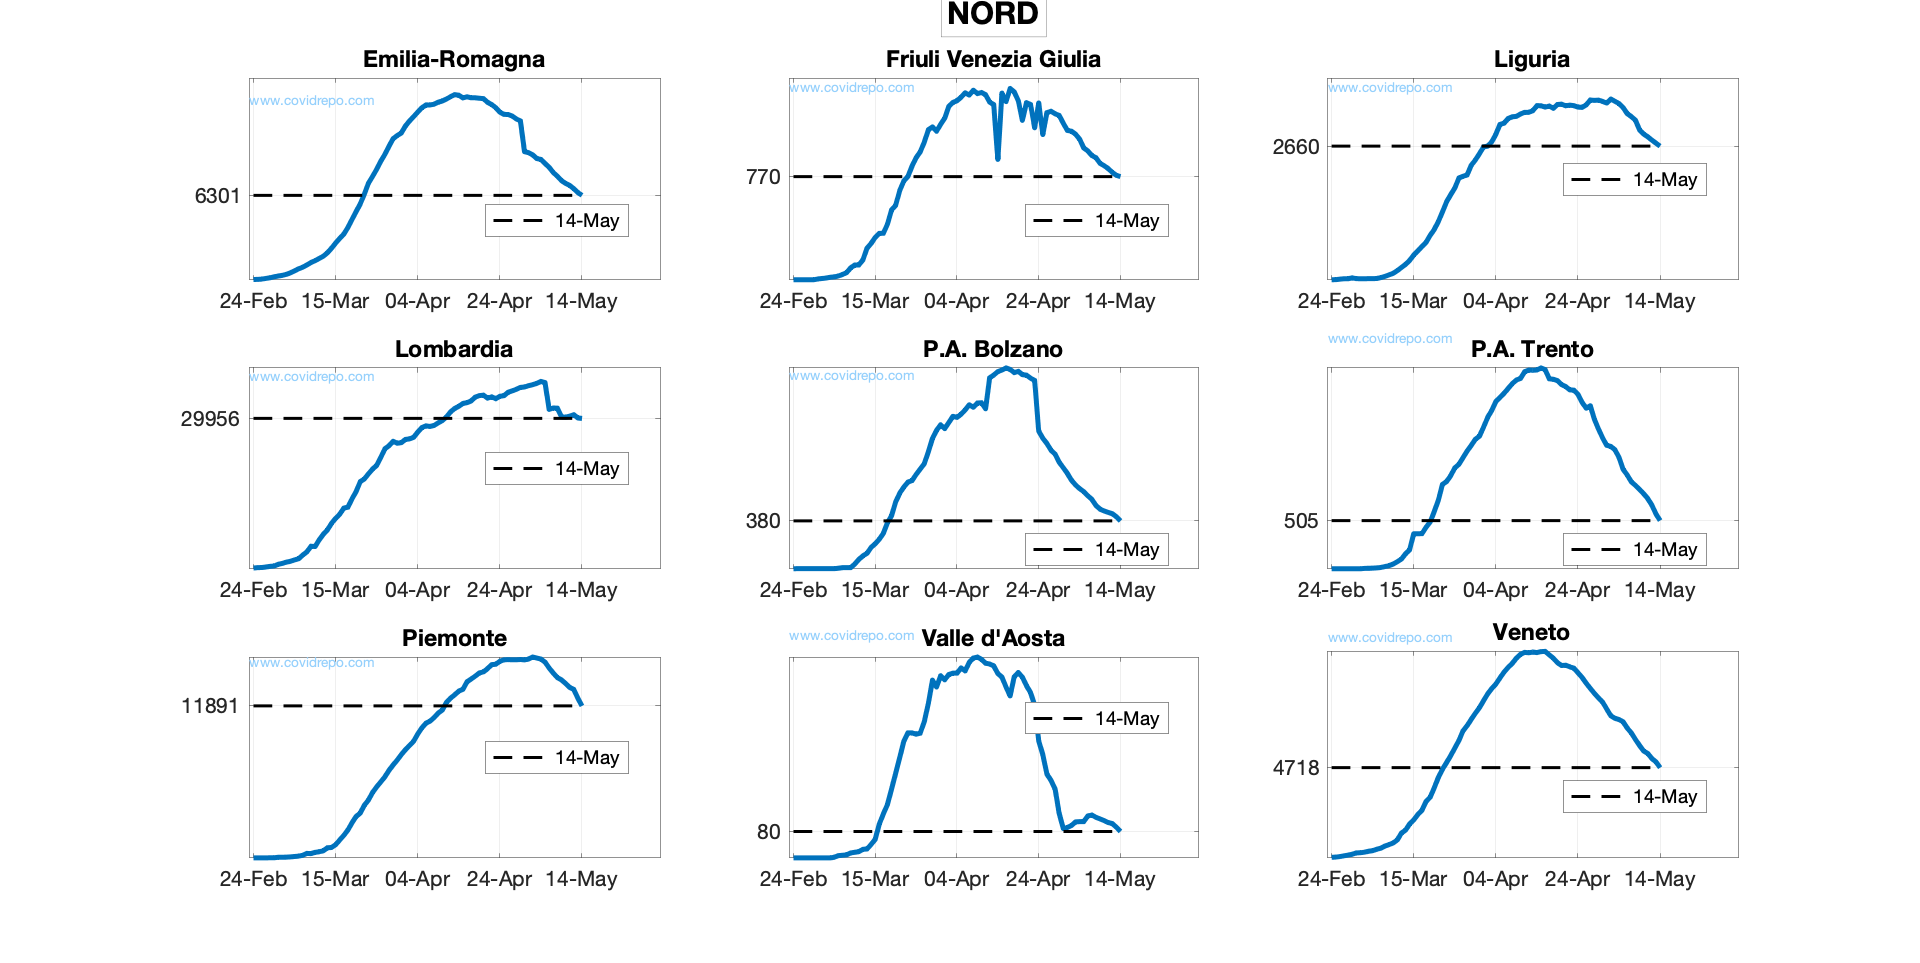 NORD
Emilia-Romagna
www.covidrepo.com
6301
14-May
24-Feb 15-Mar 04-Apr 24-Apr 14-May
Friuli Venezia Giulia
www.covidrepo.com
770
14-May
24-Feb 15-Mar 04-Apr 24-Apr 14-May
Liguria
www.covidrepo.com
2660
14-May
24-Feb 15-Mar 04-Apr 24-Apr 14-May
Lombardia
www.covidrepo.com
29956
14-May
24-Feb 15-Mar 04-Apr 24-Apr 14-May
P.A. Bolzano
www.covidrepo.com
380
14-May
24-Feb 15-Mar 04-Apr 24-Apr 14-May
www.covidrepo.com
P.A. Trento
505
14-May
24-Feb 15-Mar 04-Apr 24-Apr 14-May
Piemonte
www.covidrepo.com
11891
14-May
24-Feb 15-Mar 04-Apr 24-Apr 14-May
www.covidrepo.com
Valle d'Aosta
14-May
80
24-Feb 15-Mar 04-Apr 24-Apr 14-May
www.covidrepo.com
Veneto
4718
14-May
24-Feb 15-Mar 04-Apr 24-Apr 14-May